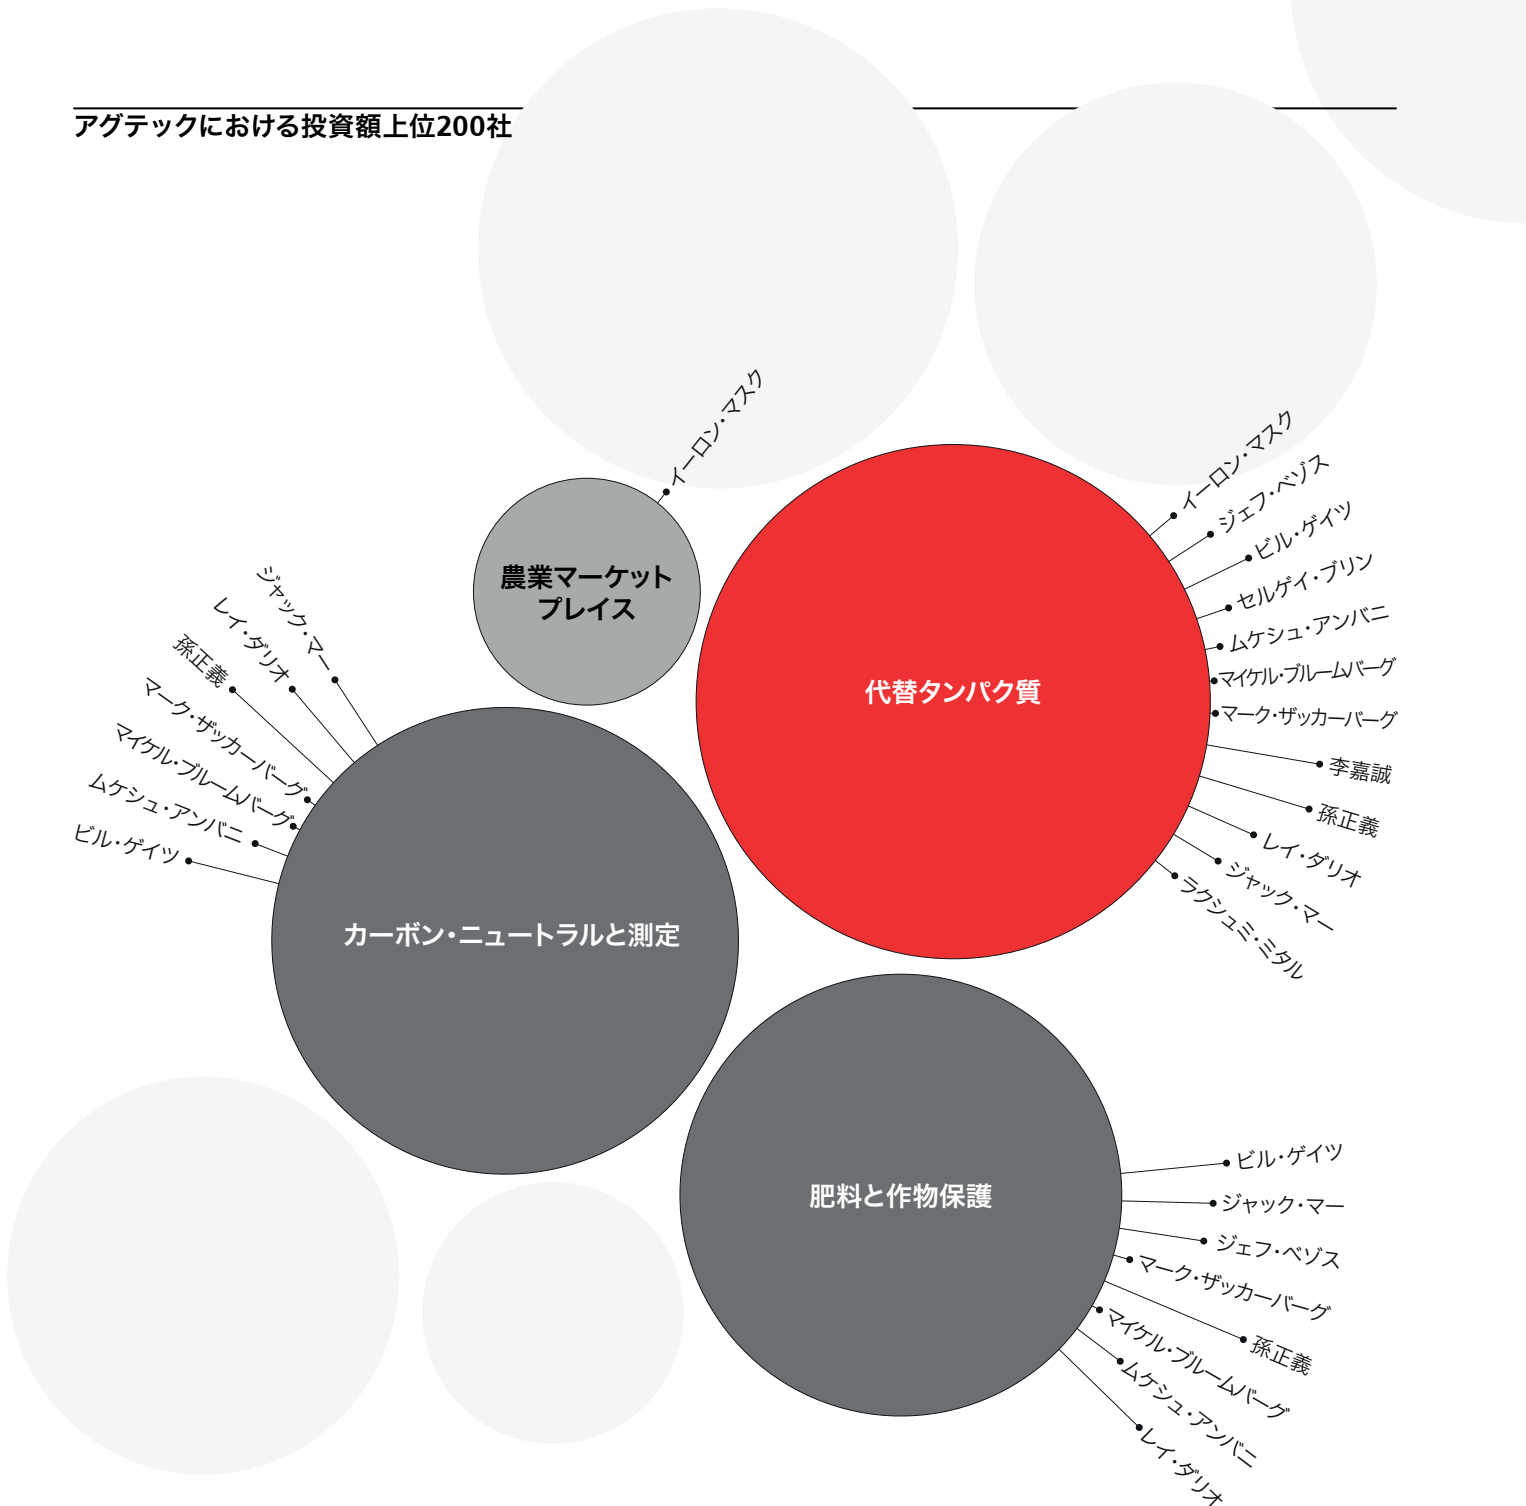 アグテックにおける投資額上位200社
イーロン・マスク
農業マーケット
プレイス
イーロン・マスク
ジェフ・ベゾス
ビル・ゲイツ
セルゲイ・ブリン
ムケシュ・アンバニ
マイケル・ブルームバーグ
マーク・ザッカーバーグ
李嘉誠
孫正義
レイ・ダリオ
ジャック・マー
ラクシュミ・ミタル
代替タンパク質
ジャック・マー
レイ・ダリオ
孫正義
マーク・ザッカーバーグ
マイケル・ブルームバーグ
ムケシュ・アンバニ
ビル・ゲイツ
カーボン・ニュートラルと測定
肥料と作物保護
ビル・ゲイツ
ジャック・マー
ジェフ・ベゾス
マーク・ザッカーバーグ
孫正義
マイケル・ブルームバーグ
ムケシュ・アンバニ
レイ・ダリオ